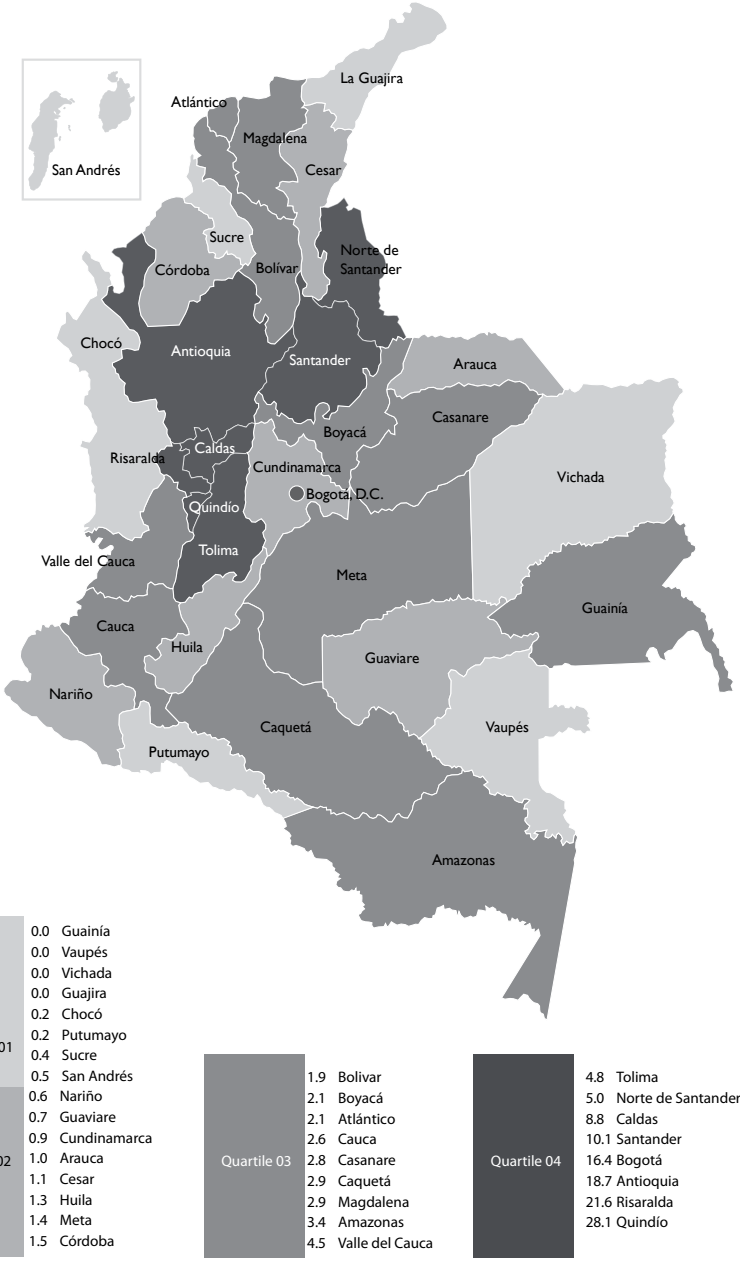 La Guajira
Atlántico
Magdalena
Cesar
San Andrés
Sucre
Norte de
Santander
Bolívar
Córdoba
Chocó
Antioquia
Santander
Arauca
Casanare
Boyacá
Caldas
Risaralda
Cundinamarca
Vichada
Bogotá, D.C.
Quindío
Tolima
Valle del Cauca
Meta
Guainía
Cauca
Huila
Guaviare
Nariño
Caquetá
Vaupés
Putumayo
Amazonas
01
0.0 Guainía
0.0 Vaupés
0.0 Vichada
0.0 Guajira
0.2 Chocó
0.2 Putumayo
0.4 Sucre
0.5 San Andrés
02
0.6 Nariño
0.7 Guaviare
0.9 Cundinamarca
1.0 Arauca
1.1 Cesar
1.3 Huila
1.4 Meta
1.5 Córdoba
Quartile 03
1.9 Bolivar
2.1 Boyacá
2.1 Atlántico
2.6 Cauca
2.8 Casanare
2.9 Caquetá
2.9 Magdalena
3.4 Amazonas
4.5 Valle del Cauca
Quartile 04
4.8 Tolima
5.0 Norte de Santander
8.8 Caldas
10.1 Santander
16.4 Bogotá
18.7 Antioquia
21.6 Risaralda
28.1 Quindío